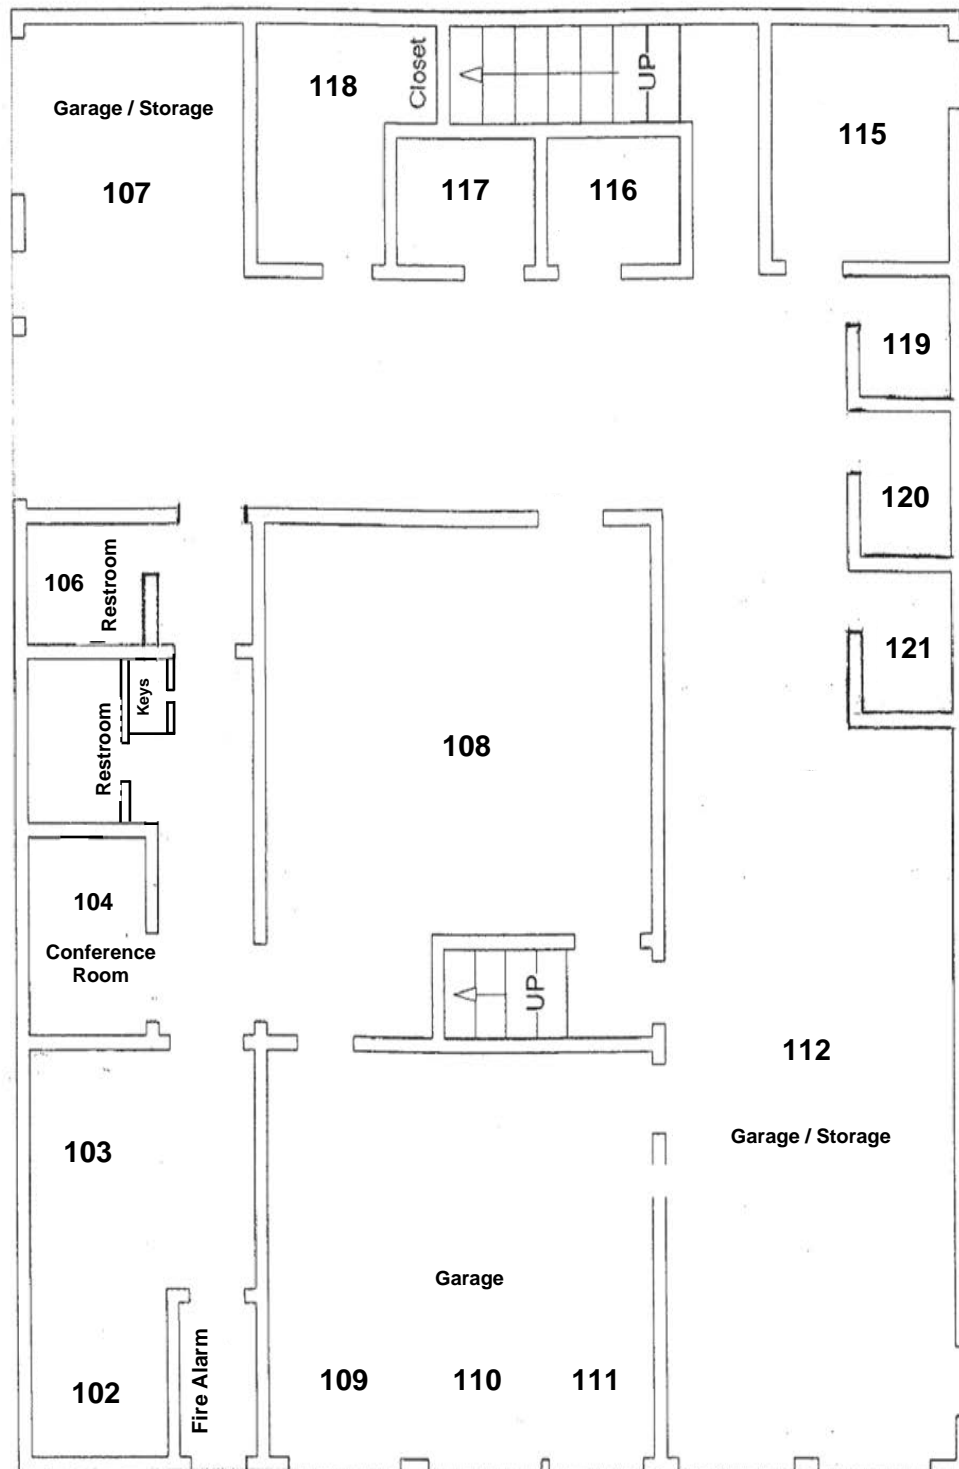 118
Closet
UP
Garage / Storage
115
107
117
116
119
120
106
Restroom
121
Keys
Restroom
108
104
Conference
Room
UP
112
103
Garage / Storage
Garage
Fire Alarm
102
109
110
111